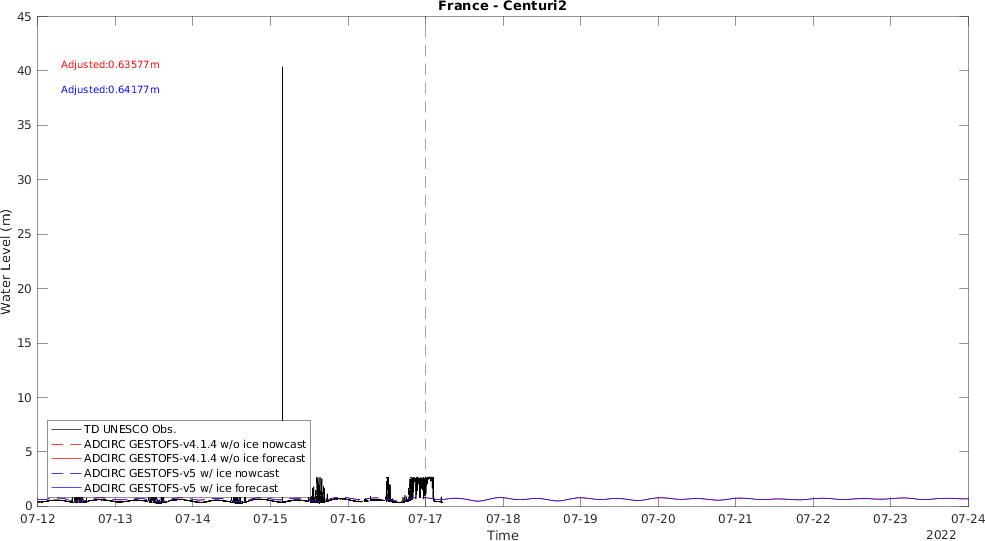 France - Centuri2
45
40
35
30
25
20
15
10
5
0
Water Level (m)
Adjusted:0.63577m
Adjusted:0.64177m
TD UNESCO Obs.
ADCIRC GESTOFS-v4.1.4 w/o ice nowcast
ADCIRC GESTOFS-v4.1.4 w/o ice forecast
ADCIRC GESTOFS-v5 w/ ice nowcast
ADCIRC GESTOFS-v5 w/ ice forecast
07-12 07-13 07-14 07-15 07-16 07-17 07-18 07-19 07-20 07-21 07-22 07-23 07-24
Time
2022